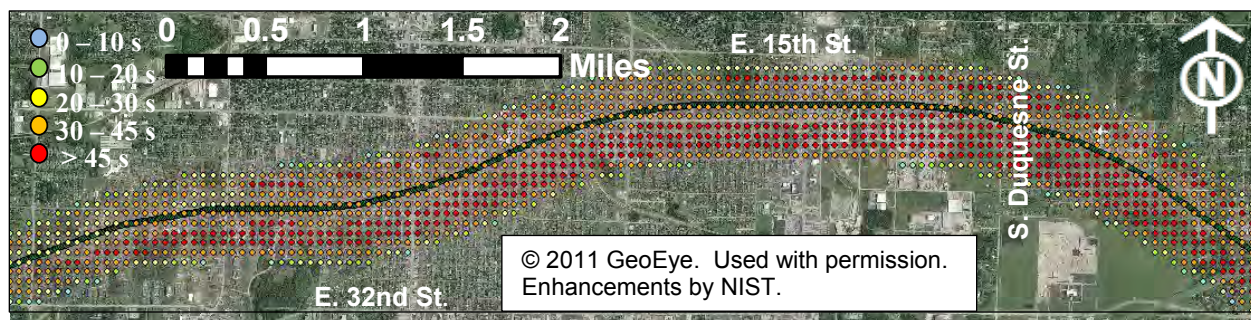 0 – 10 s
10 – 20 s
20 – 30 s
30 – 45 s
> 45 s
0 0.5 1 1.5 2
Miles
E. 15th St.
S. Duquesne St.
N
E. 32nd St.
© 2011 GeoEye. Used with permission.
Enhancements by NIST.